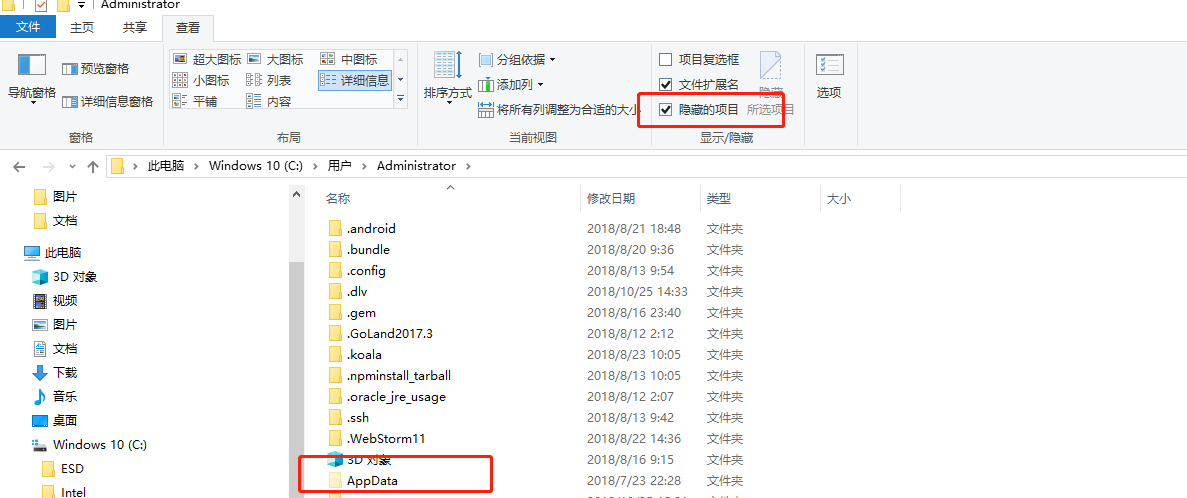 Administrator
文件 主页 共享 查看
导航窗格
预览窗格
详细信息窗格
窗格
超大图标 大图标 中图标
小图标 列表 详细信息
平铺 内容
布局
排序方式
分组依据
添加列
将所有列调整为合适的大小
当前视图
项目复选框
文件扩展名
隐藏的项目
隐藏
所选项目
显示/隐藏
选项
此电脑 Windows 10 (C:) 用户 Administrator
图片
文档
此电脑
3D 对象
视频
图片
文档
下载
音乐
桌面
Windows 10 (C:)
ESD
Intel
名称 修改日期 类型 大小
.android 2018/8/21 18:48 文件夹
.bundle 2018/8/20 9:36 文件夹
.config 2018/8/13 9:54 文件夹
.dlv 2018/10/25 14:33 文件夹
.gem 2018/8/16 23:40 文件夹
.GoLand2017.3 2018/8/12 2:12 文件夹
.koala 2018/8/23 10:05 文件夹
.npminstall_tarball 2018/8/13 10:05 文件夹
.oracle_jre_usage 2018/8/12 2:07 文件夹
.ssh 2018/8/13 9:42 文件夹
.WebStorm11 2018/8/22 14:36 文件夹
3D 对象 2018/8/16 9:15 文件夹
AppData 2018/7/23 22:28 文件夹